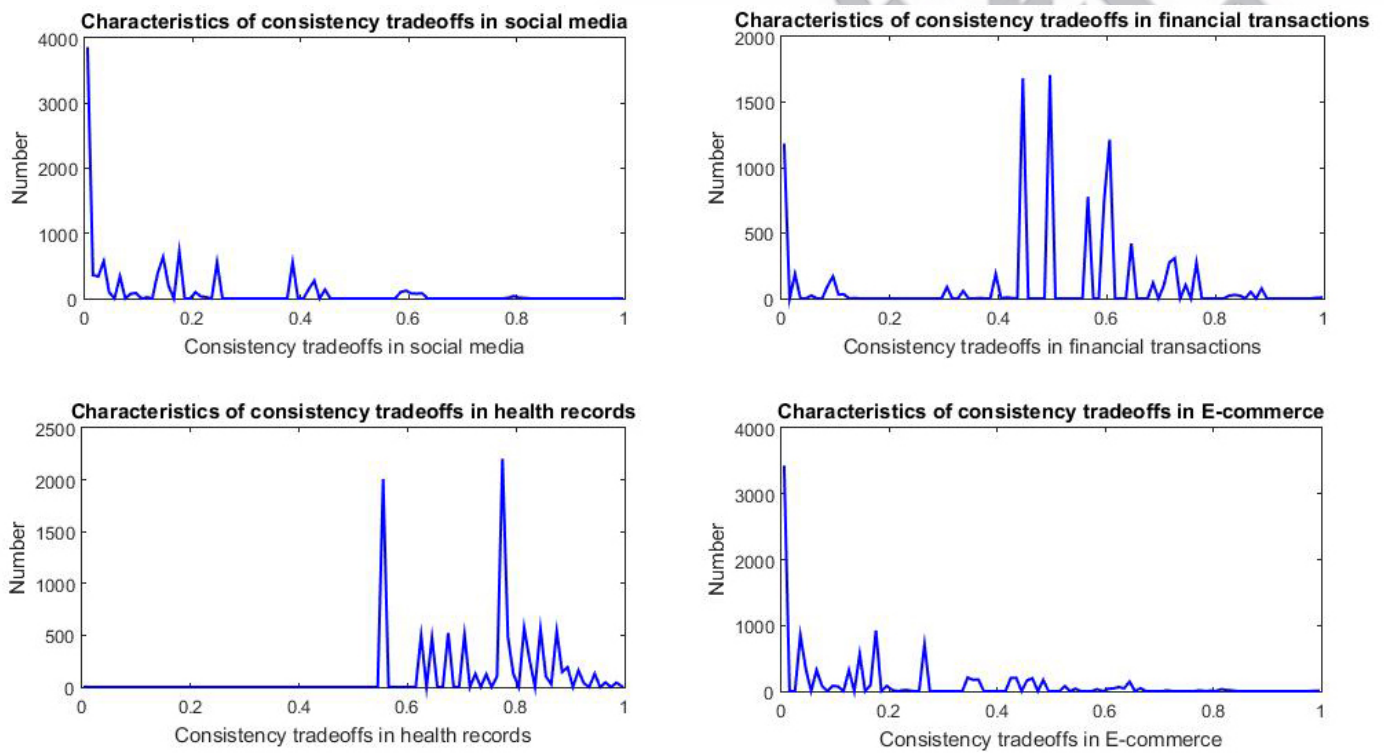 Characteristics of consistency tradeoffs in social media
4000
3000
2000
1000
0
Number
0 0.2 0.4 0.6 0.8 1
Consistency tradeoffs in social media
Characteristics of consistency tradeoffs in financial transactions
2000
1500
1000
500
0
Number
0 0.2 0.4 0.6 0.8 1
Consistency tradeoffs in financial transactions
Characteristics of consistency tradeoffs in health records
2500
2000
1500
1000
500
0
Number
0 0.2 0.4 0.6 0.8 1
Consistency tradeoffs in health records
Characteristics of consistency tradeoffs in E-commerce
4000
3000
2000
1000
0
Number
0 0.2 0.4 0.6 0.8 1
Consistency tradeoffs in E-commerce